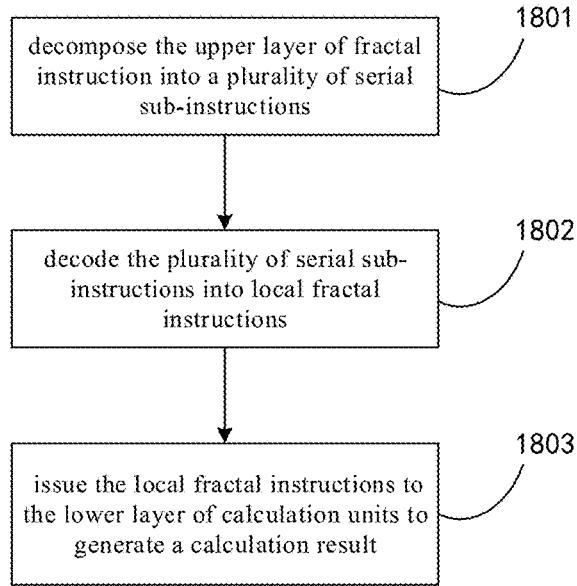 1801
decompose the upper layer of fractal
instruction into a plurality of serial
sub-instructions
1802
decode the plurality of serial sub-
instructions into local fractal
instructions
1803
issue the local fractal instructions to
the lower layer of calculation units to
generate a calculation result